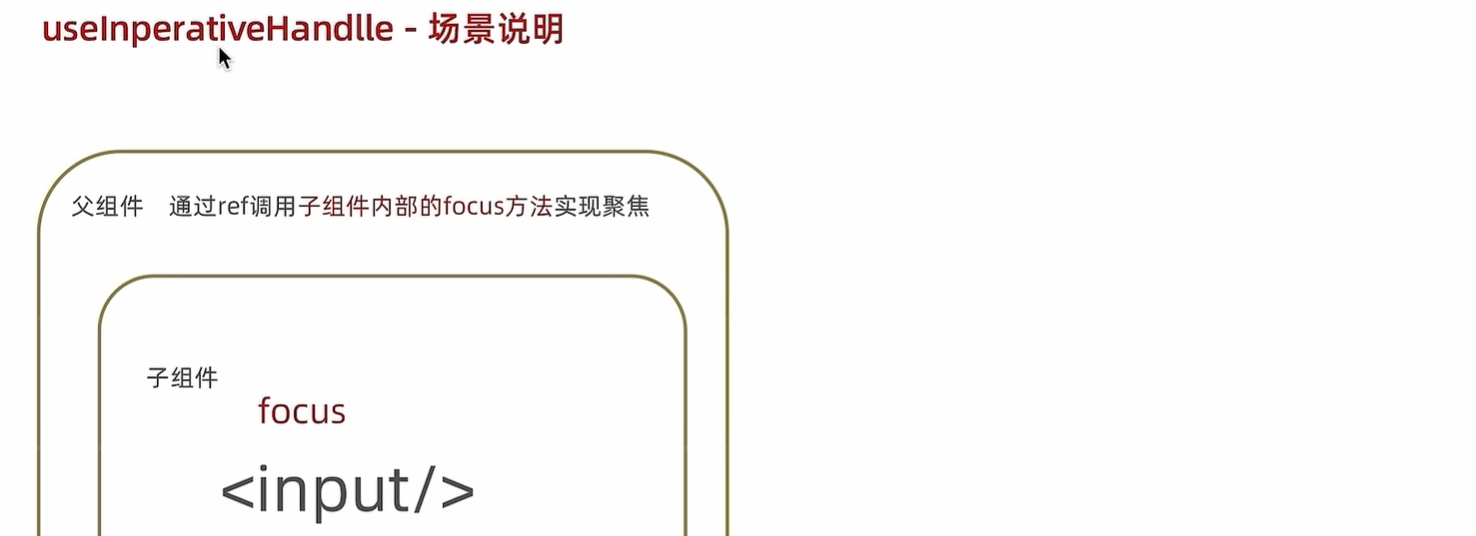 useInperativeHandlle - 场景说明
父组件 通过ref调用子组件内部的focus方法实现聚焦
子组件
focus
<input/>